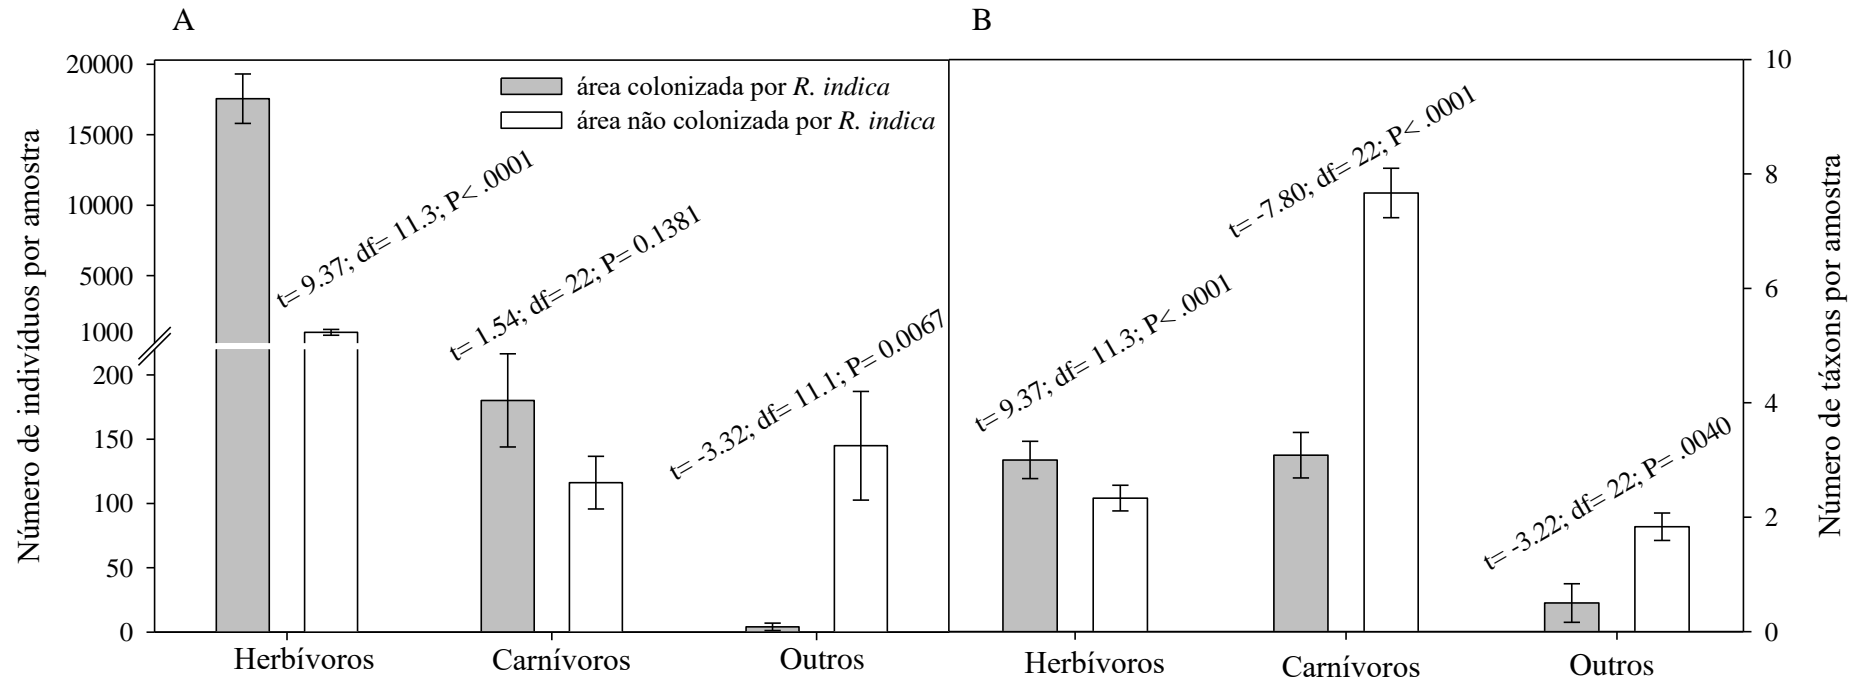 A
B
Número de indivíduos por amostra
20000
15000
10000
5000
1000
200
150
100
50
0
área colonizada por R. indica
área não colonizada por R. indica
t= 9.37; df= 11.3; P< .0001
t= 1.54; df= 22; P= 0.1381
t= -3.32; df= 11.1; P= 0.0067
Herbívoros
Carnívoros
Outros
t= 9.37; df= 11.3; P< .0001
t= -7.80; df= 22; P< .0001
t= -3.22; df= 22; P= .0040
Herbívoros
Carnívoros
Outros
10
8
6
4
2
0
Número de táxons por amostra